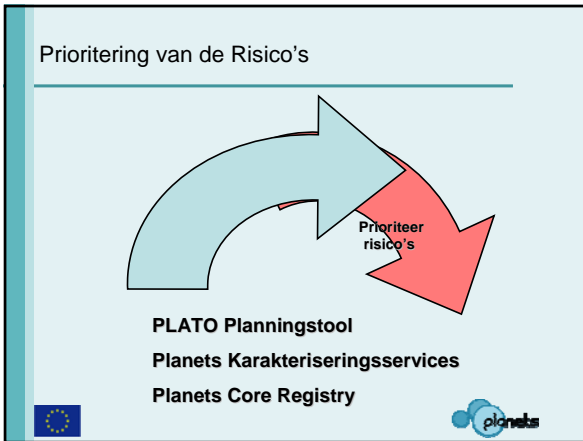 Prioritering van de Risico's
Prioriteer
risico's
PLATO Planningstool
Planets Karakteriseringsservices
Planets Core Registry
planets